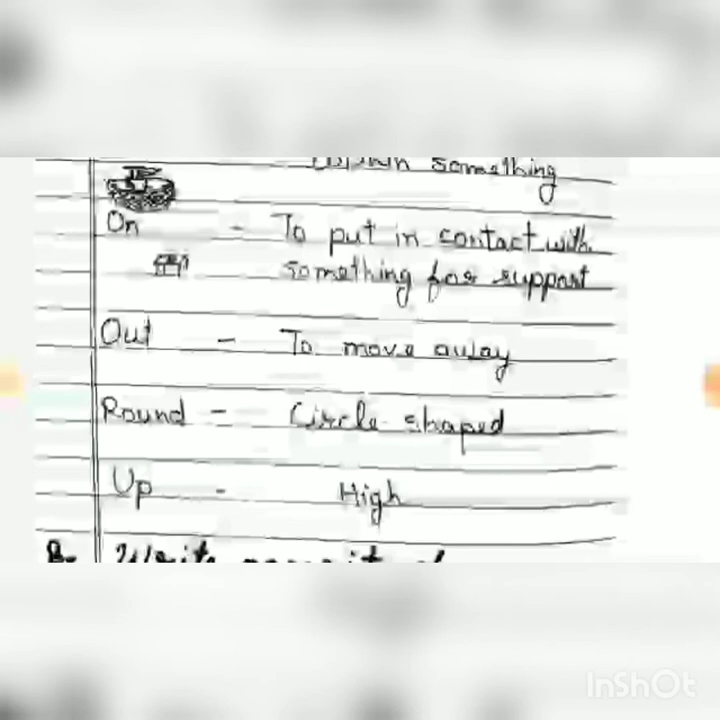 something
On - To put in contact with
something for support
Out - To move away
Round - Circle shaped
Up - High
B. Write
InShOt